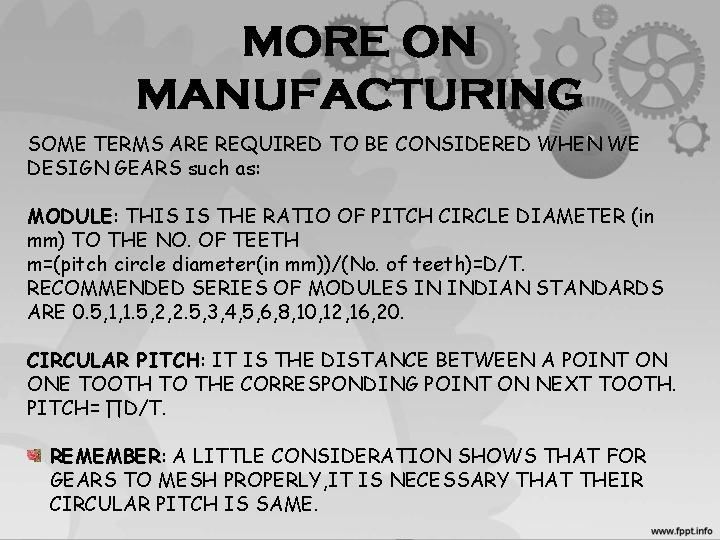 MORE ON
MANUFACTURING
SOME TERMS ARE REQUIRED TO BE CONSIDERED WHEN WE
DESIGN GEARS such as:
MODULE: THIS IS THE RATIO OF PITCH CIRCLE DIAMETER (in
mm) TO THE NO. OF TEETH
m=(pitch circle diameter(in mm))/(No. of teeth)=D/T.
RECOMMENDED SERIES OF MODULES IN INDIAN STANDARDS
ARE 0.5,1,1.5,2,2.5,3,4,5,6,8,10,12,16,20.
CIRCULAR PITCH: IT IS THE DISTANCE BETWEEN A POINT ON
ONE TOOTH TO THE CORRESPONDING POINT ON NEXT TOOTH.
PITCH= ∏D/T.
REMEMBER: A LITTLE CONSIDERATION SHOWS THAT FOR
GEARS TO MESH PROPERLY,IT IS NECESSARY THAT THEIR
CIRCULAR PITCH IS SAME.
www.fppt.info